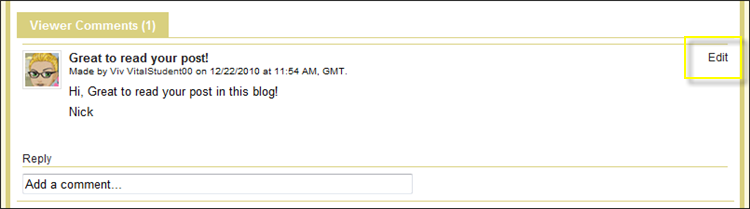 Viewer Comments (1)
Great to read your post!
Edit
Made by Viv VitalStudent00 on 12/22/2010 at 11:54 AM, GMT.
Hi, Great to read your post in this blog!
Nick
Reply
Add a comment...